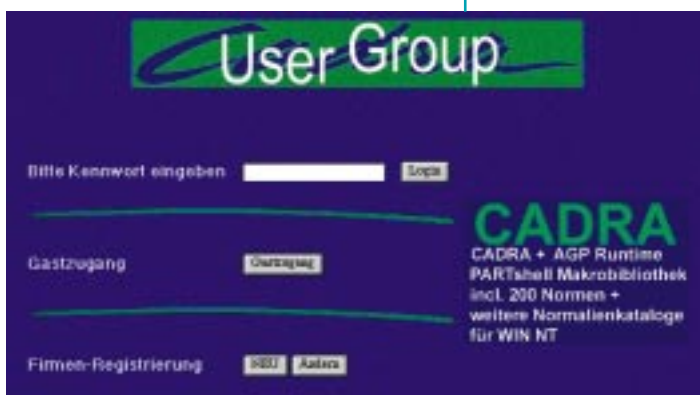 User Group
Bitte Kennwort eingeben
Login
CADRA
CADRA + AGP Runtime
PARTshell Makrobibliothek
incl. 200 Normen +
weitere Normalienkataloge
für WIN NT
Gastzugang
Gastzugang
Firmen-Registrierung
NEU
Ändern